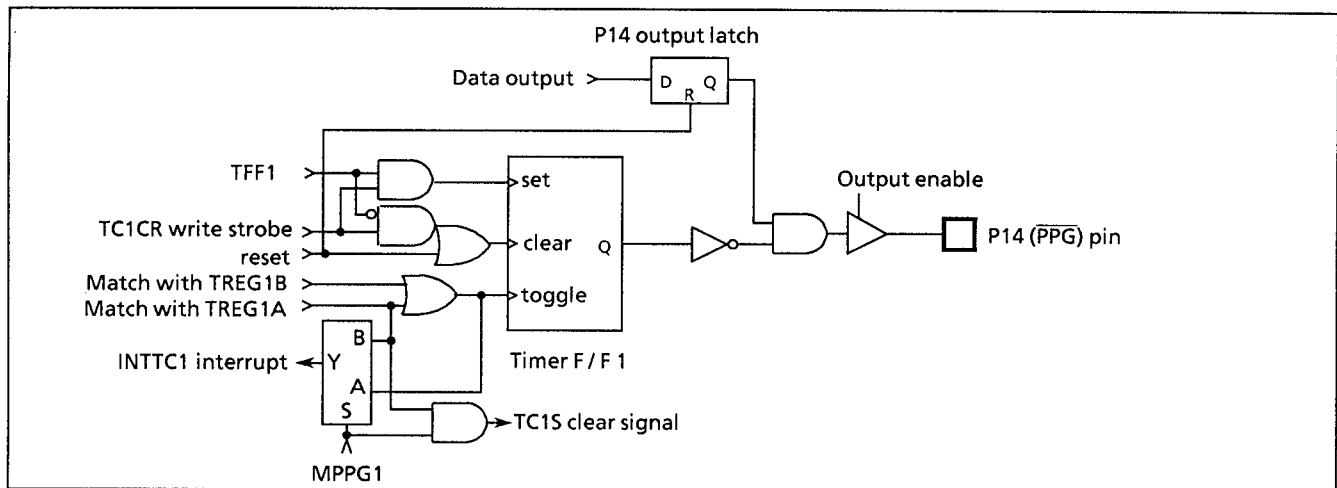 P14 output latch
Data output
D
Q
R
TFF1
set
Output enable
TC1CR write strobe
clear
Q
P14 (P̅P̅G̅) pin
reset
Match with TREG1B
toggle
Match with TREG1A
B
INTTC1 interrupt
Y
Timer F / F 1
A
S
TC1S clear signal
MPPG1